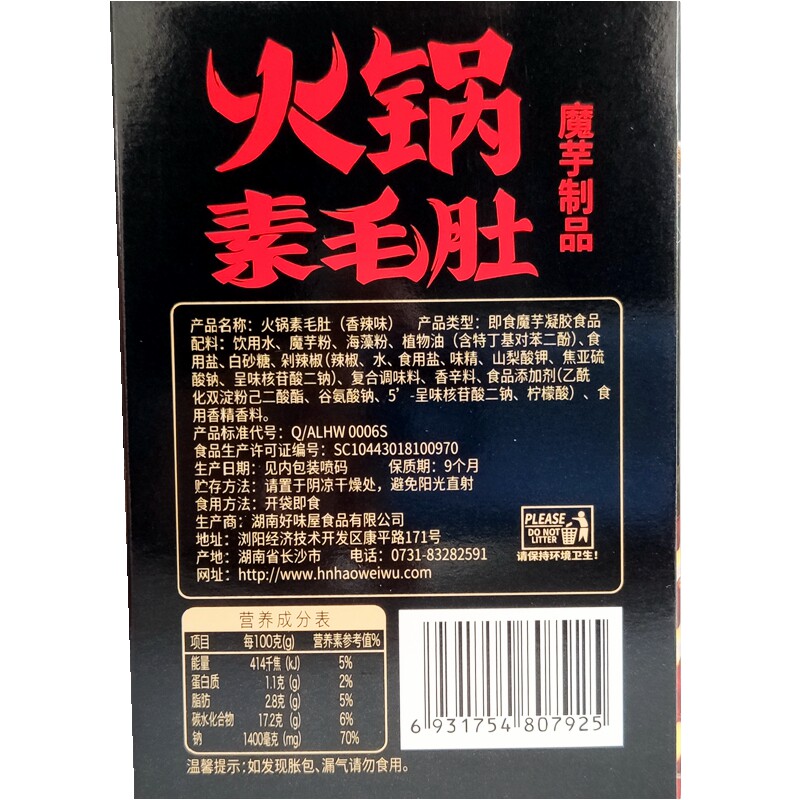 火锅
素毛肚
魔芋制品
产品名称：火锅素毛肚（香辣味） 产品类型：即食魔芋凝胶食品
配料：饮用水、魔芋粉、海藻粉、植物油（含特丁基对苯二酚）、食
用盐、白砂糖、剁辣椒（辣椒、水、食用盐、味精、山梨酸钾、焦亚硫
酸钠、呈味核苷酸二钠）、复合调味料、香辛料、食品添加剂(乙酰
化双淀粉己二酸酯、谷氨酸钠、5’-呈味核苷酸二钠、柠檬酸）、食
用香精香料。
产品标准代号：Q/ALHW 0006S
食品生产许可证编号：SC10443018100970
生产日期：见内包装喷码 保质期：9个月
贮存方法：请置于阴凉干燥处，避免阳光直射
食用方法：开袋即食
生产商：湖南好味屋食品有限公司
地址：浏阳经济技术开发区康平路171号
产地：湖南省长沙市 电话：0731-83282591
网址：http://www.hnhaoweiwu.com
PLEASE
DO NOT
LITTER
请保持环境卫生！
营养成分表
项目 每100克(g) 营养素参考值%
能量 414千焦 (kJ) 5%
蛋白质 1.1克 (g) 2%
脂肪 2.8克 (g) 5%
碳水化合物 17.2克 (g) 6%
钠 1400毫克 (mg) 70%
6 931754 807925
温馨提示：如发现胀包、漏气请勿食用。